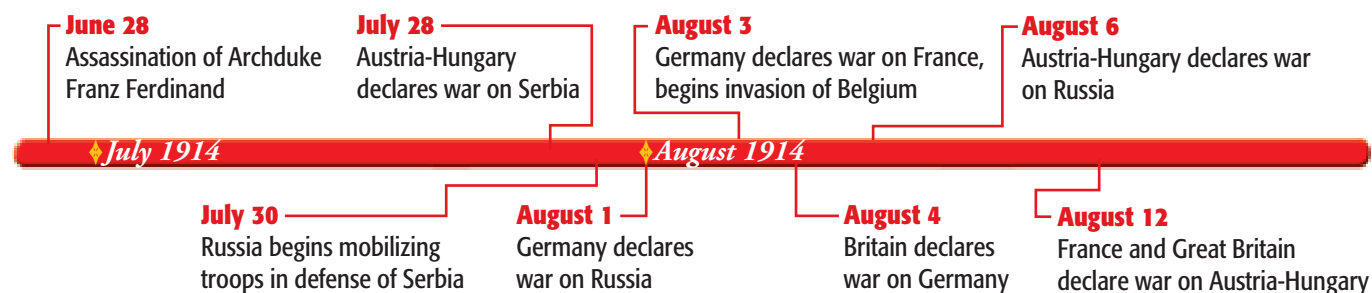 June 28
Assassination of Archduke
Franz Ferdinand
July 28
Austria-Hungary
declares war on Serbia
August 3
Germany declares war on France,
begins invasion of Belgium
August 6
Austria-Hungary declares war
on Russia
July 1914
August 1914
July 30
Russia begins mobilizing
troops in defense of Serbia
August 1
Germany declares
war on Russia
August 4
Britain declares
war on Germany
August 12
France and Great Britain
declare war on Austria-Hungary